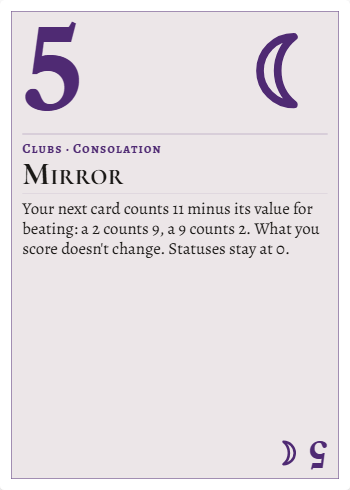 5
Clubs · Consolation
Mirror
Your next card counts 11 minus its value for
beating: a 2 counts 9, a 9 counts 2. What you
score doesn't change. Statuses stay at 0.
5